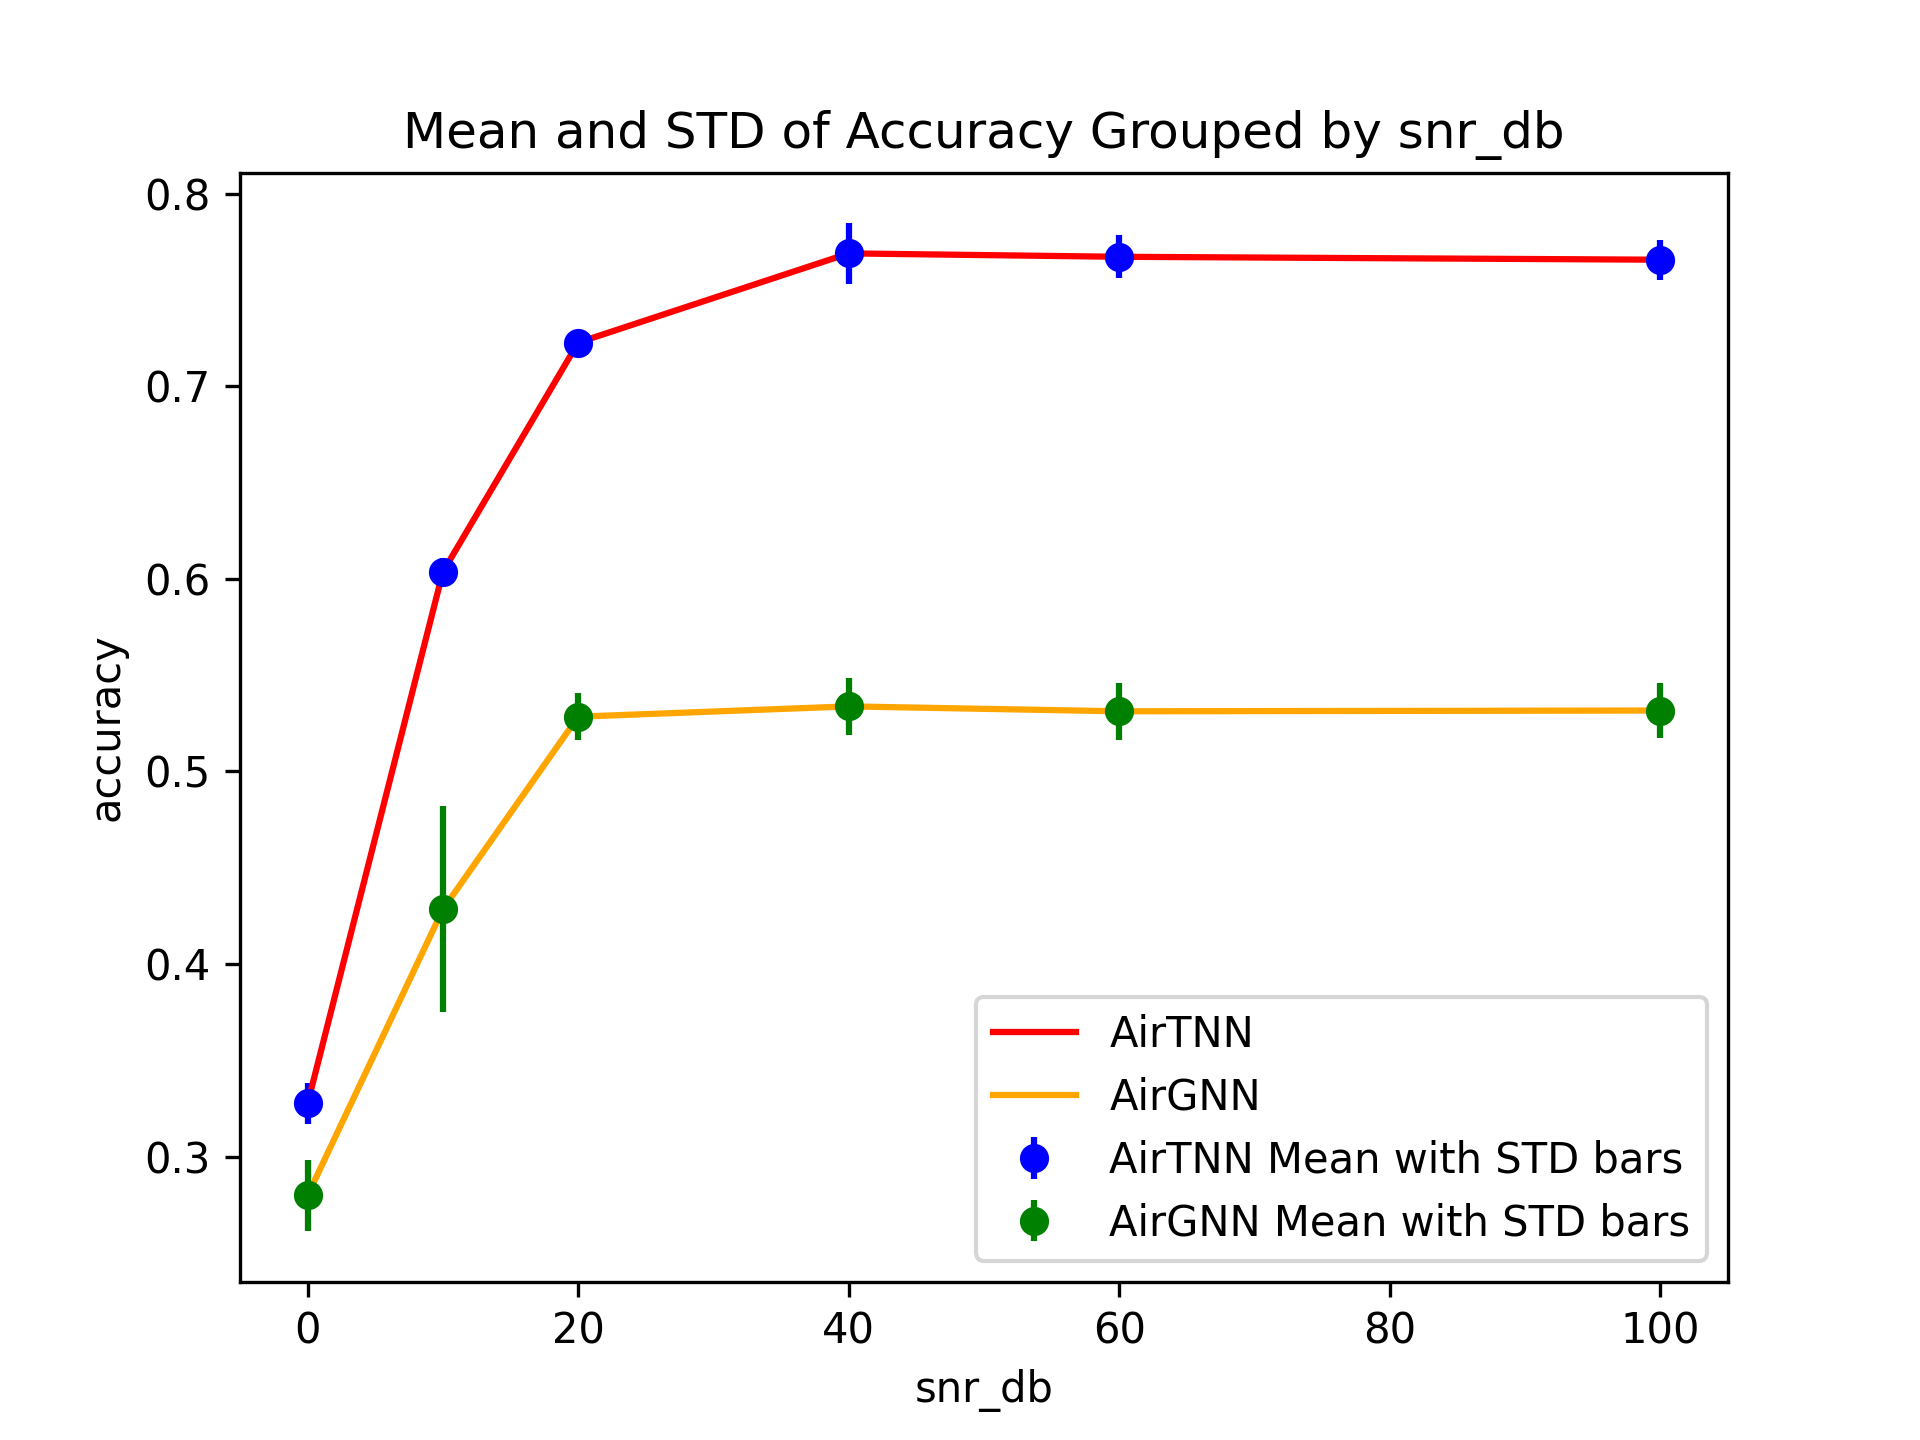 Mean and STD of Accuracy Grouped by snr_db
0.8
0.7
0.6
0.5
0.4
0.3
accuracy
0 20 40 60 80 100
snr_db
AirTNN
AirGNN
AirTNN Mean with STD bars
AirGNN Mean with STD bars